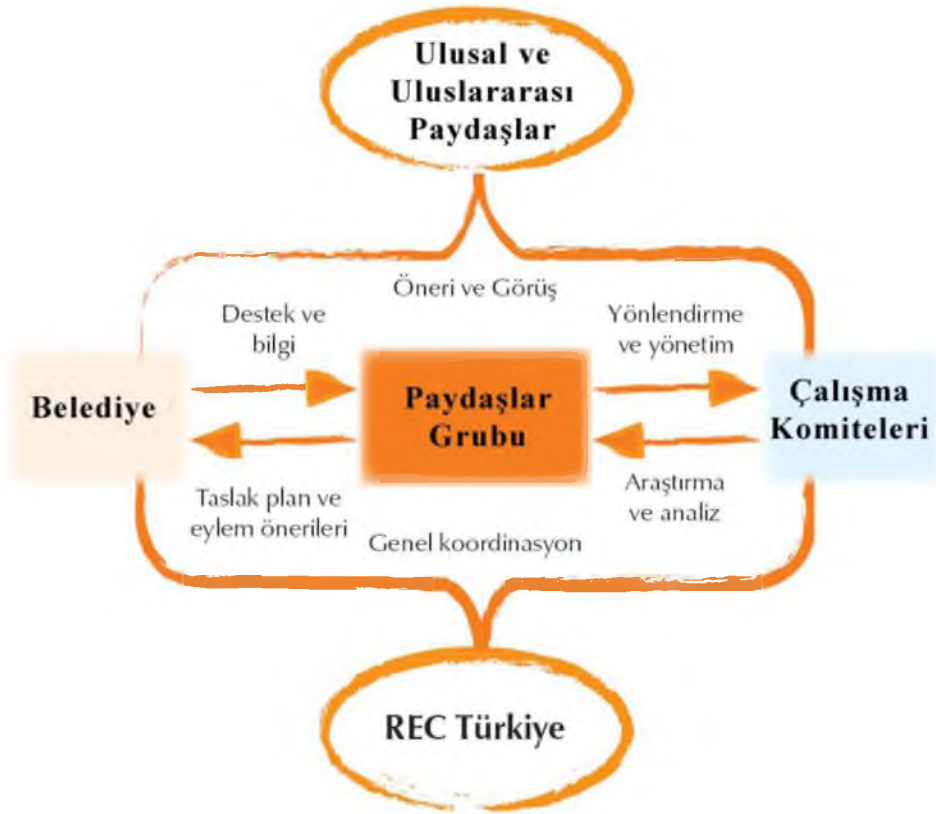 Ulusal ve
Uluslararası
Paydaşlar
Öneri ve Görüş
Destek ve
bilgi
Yönlendirme
ve yönetim
Belediye
Paydaşlar
Grubu
Çalışma
Komiteleri
Taslak plan ve
eylem önerileri
Araştırma
ve analiz
Genel koordinasyon
REC Türkiye